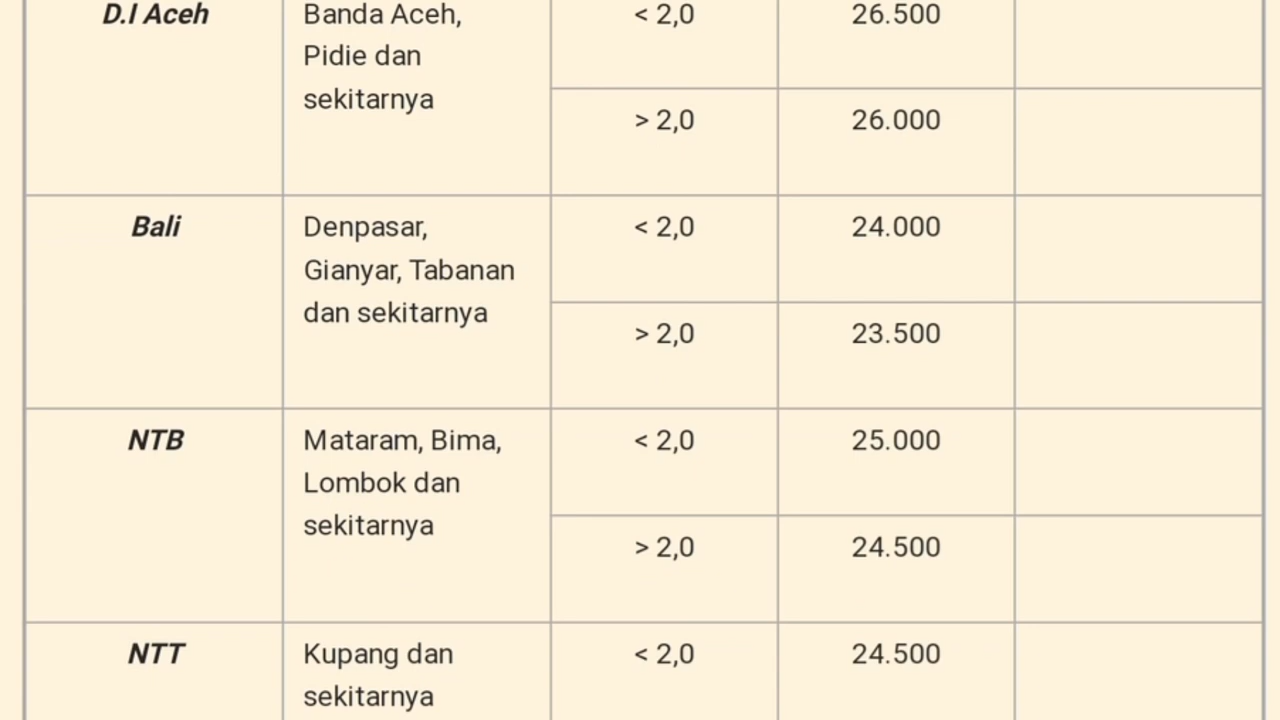 D.I Aceh
Banda Aceh,
Pidie dan
sekitarnya
< 2,0
26.500
> 2,0
26.000
Bali
Denpasar,
Gianyar, Tabanan
dan sekitarnya
< 2,0
24.000
> 2,0
23.500
NTB
Mataram, Bima,
Lombok dan
sekitarnya
< 2,0
25.000
> 2,0
24.500
NTT
Kupang dan
sekitarnya
< 2,0
24.500